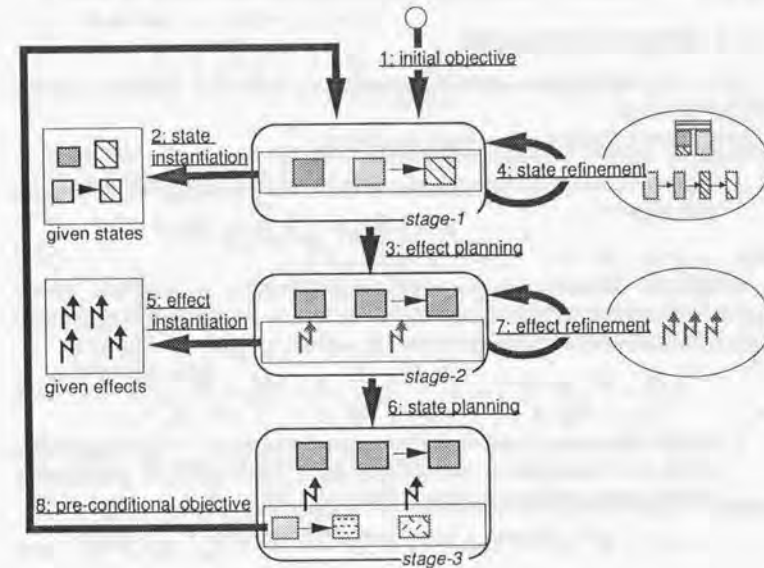 1: initial objective
2: state
instantiation
4: state refinement
stage-1
given states
3: effect planning
5: effect
instantiation
7: effect refinement
stage-2
given effects
6: state planning
8: pre-conditional objective
stage-3